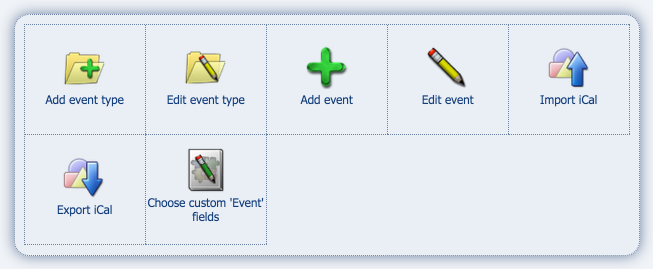 Add event type
Edit event type
Add event
Edit event
Import iCal
Export iCal
Choose custom 'Event'
fields